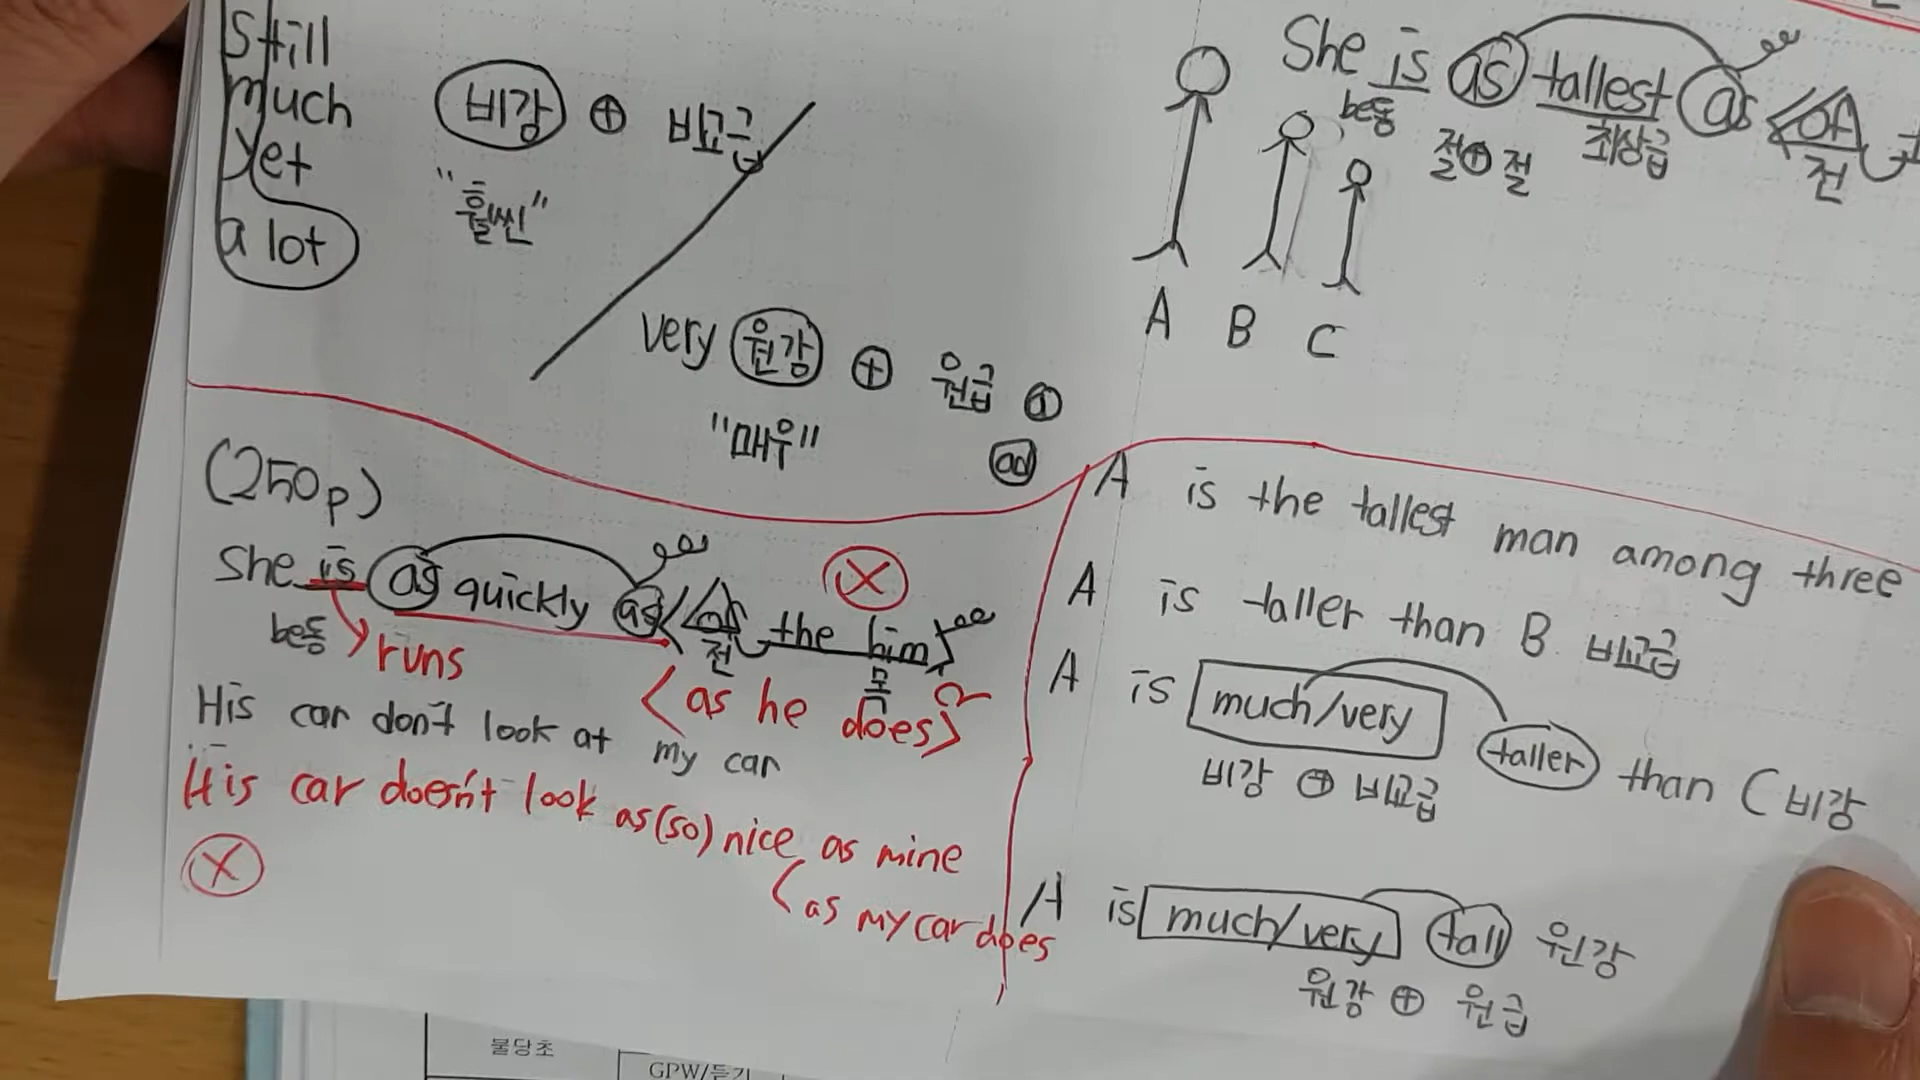 still
much
yet
a lot
비강 ⊕ 비교급
"훨씬"
very 원강 ⊕ 원급 ⓐ
"매우" ad
She is as tallest as <of
be동 절⊕절 최상급 전
A B C
(250p)
She is as quickly as <as the him>
be동 runs 전 목
<as he does>
His car don't look at my car
His car doesn't look as(so) nice as mine
<as my car does
A is the tallest man among three
A is taller than B 비교급
A is much/very taller than C 비강
비강 ⊕ 비교급
A is much/very tall 원강
원강 ⊕ 원급
불당초
GPW/듣기